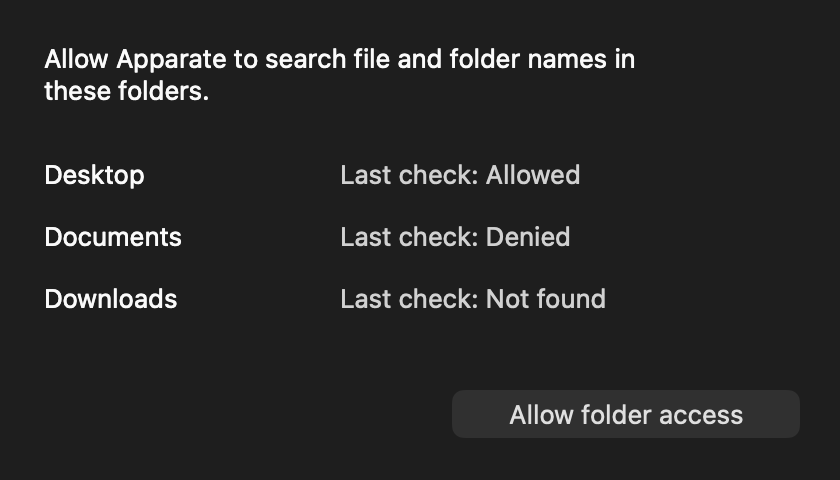 Allow Apparate to search file and folder names in
these folders.
Desktop Last check: Allowed
Documents Last check: Denied
Downloads Last check: Not found
Allow folder access